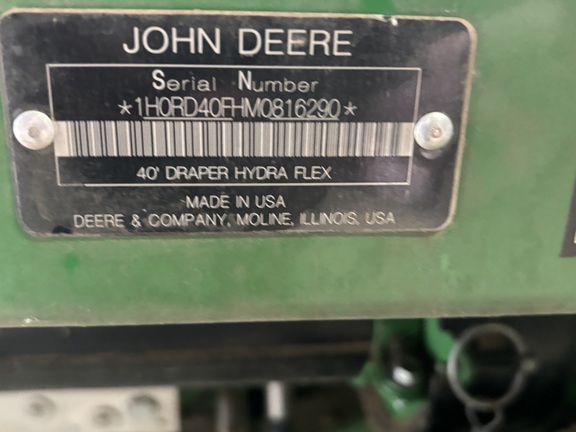 JOHN DEERE
Serial Number
*1H0RD40FHM0816290*
40' DRAPER HYDRA FLEX
MADE IN USA
DEERE & COMPANY, MOLINE, ILLINOIS, USA